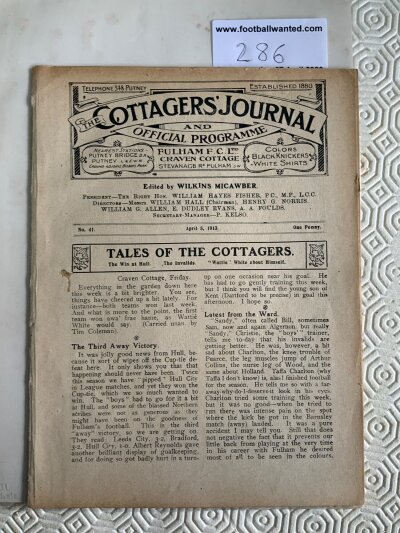 www.footballwanted.com
286
TELEPHONE 348 PUTNEY
ESTABLISHED 1880
THE COTTAGERS' JOURNAL
AND
OFFICIAL PROGRAMME
NEAREST STATIONS
PUTNEY BRIDGE
PUTNEY
FULHAM F C LTD
CRAVEN COTTAGE
STEVENAGE RD FULHAM SW
COLORS
BLACK KNICKERS
WHITE SHIRTS
Edited by WILKINS MICAWBER.
PRESIDENT—THE RIGHT HON. WILLIAM HAYES FISHER, P.C., M.P., L.C.C.
DIRECTORS—MESSRS WILLIAM HALL (Chairman), HENRY G. NORRIS,
WILLIAM G. ALLEN, E. DUDLEY EVANS, A. A. FOULDS.
SECRETARY-MANAGER—P. KELSO.
No. 41. April 5, 1913. One Penny.
TALES OF THE COTTAGERS.
The Win at Hull. The Invalids. "Wattie" White about Himself.
Craven Cottage, Friday.
Everything in the garden down here
this week is a bit brighter. You see,
things have cheered up a bit lately. For
instance—both teams won last week.
And what is more to the point, the first
team won awa' frae hame, as Wattie
White would say. (Carried unan by
Tim Coleman).
The Third Away Victory
It was jolly good news from Hull, be-
cause it sort of wipes off the Cup-tie de-
feat here. It only shows you that that
happening should never have been. Twice
this season we have "pipped" Hull City
in League matches, and yet they won the
Cup-tie, which we so much wanted to
win. The "boys" had to go for it a bit
at Hull, and some of the beloved Northern
scribes were not as generous as they
might have been on the goodness of
Fulham's football. This is the third
"away" victory, so we are getting on.
They read: Leeds City, 3-2, Bradford,
3-2, Hull City, 1-0. Albert Reynolds gave
another brilliant display of goalkeeping,
and for doing so got badly hurt in a turn-
up on one occasion near his goal. He
has had to go gently training this week,
but I think you will find the young son of
Kent (Dartford to be precise) in goal this
afternoon. I hope so.
Latest from the Ward.
"Sandy," often called Bill, sometimes
Sam, now and again Algernon, but really
"Sandy," Christie, the "boys'" trainer,
tells me to-day that his invalids are
getting better. He was, however, a bit
sad about Charlton, the knee trouble of
Pearce, the leg muscles jump of Arthur
Collins, the nuric leg of Wood, and the
same about Holland. Taffa Charlton (why
Taffa I don't know) is, alas! finished football
for the season. He tells me so with a far-
away-why-do-I-deserve-it look in his eyes.
Charlton tried some training this week,
but it was no good—when he tried to
run there was intense pain on the spot
where the kick he got in the Barnsley
match (away) landed. It was a pure
accident I may tell you. Still that does
not negative the fact that it prevents our
little back from playing at the very time
in his career with Fulham he desired
most of all to be seen in the colours.